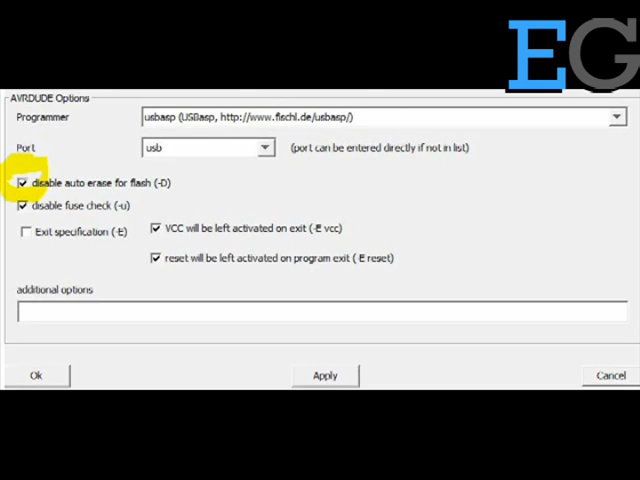 EG
AVRDUDE Options
Programmer usbasp (USBasp, http://www.fischl.de/usbasp/)
Port usb (port can be entered directly if not in list)
disable auto erase for flash (-D)
disable fuse check (-u)
Exit specification (-E) VCC will be left activated on exit (-E vcc)
reset will be left activated on program exit (-E reset)
additional options
Ok Apply Cancel